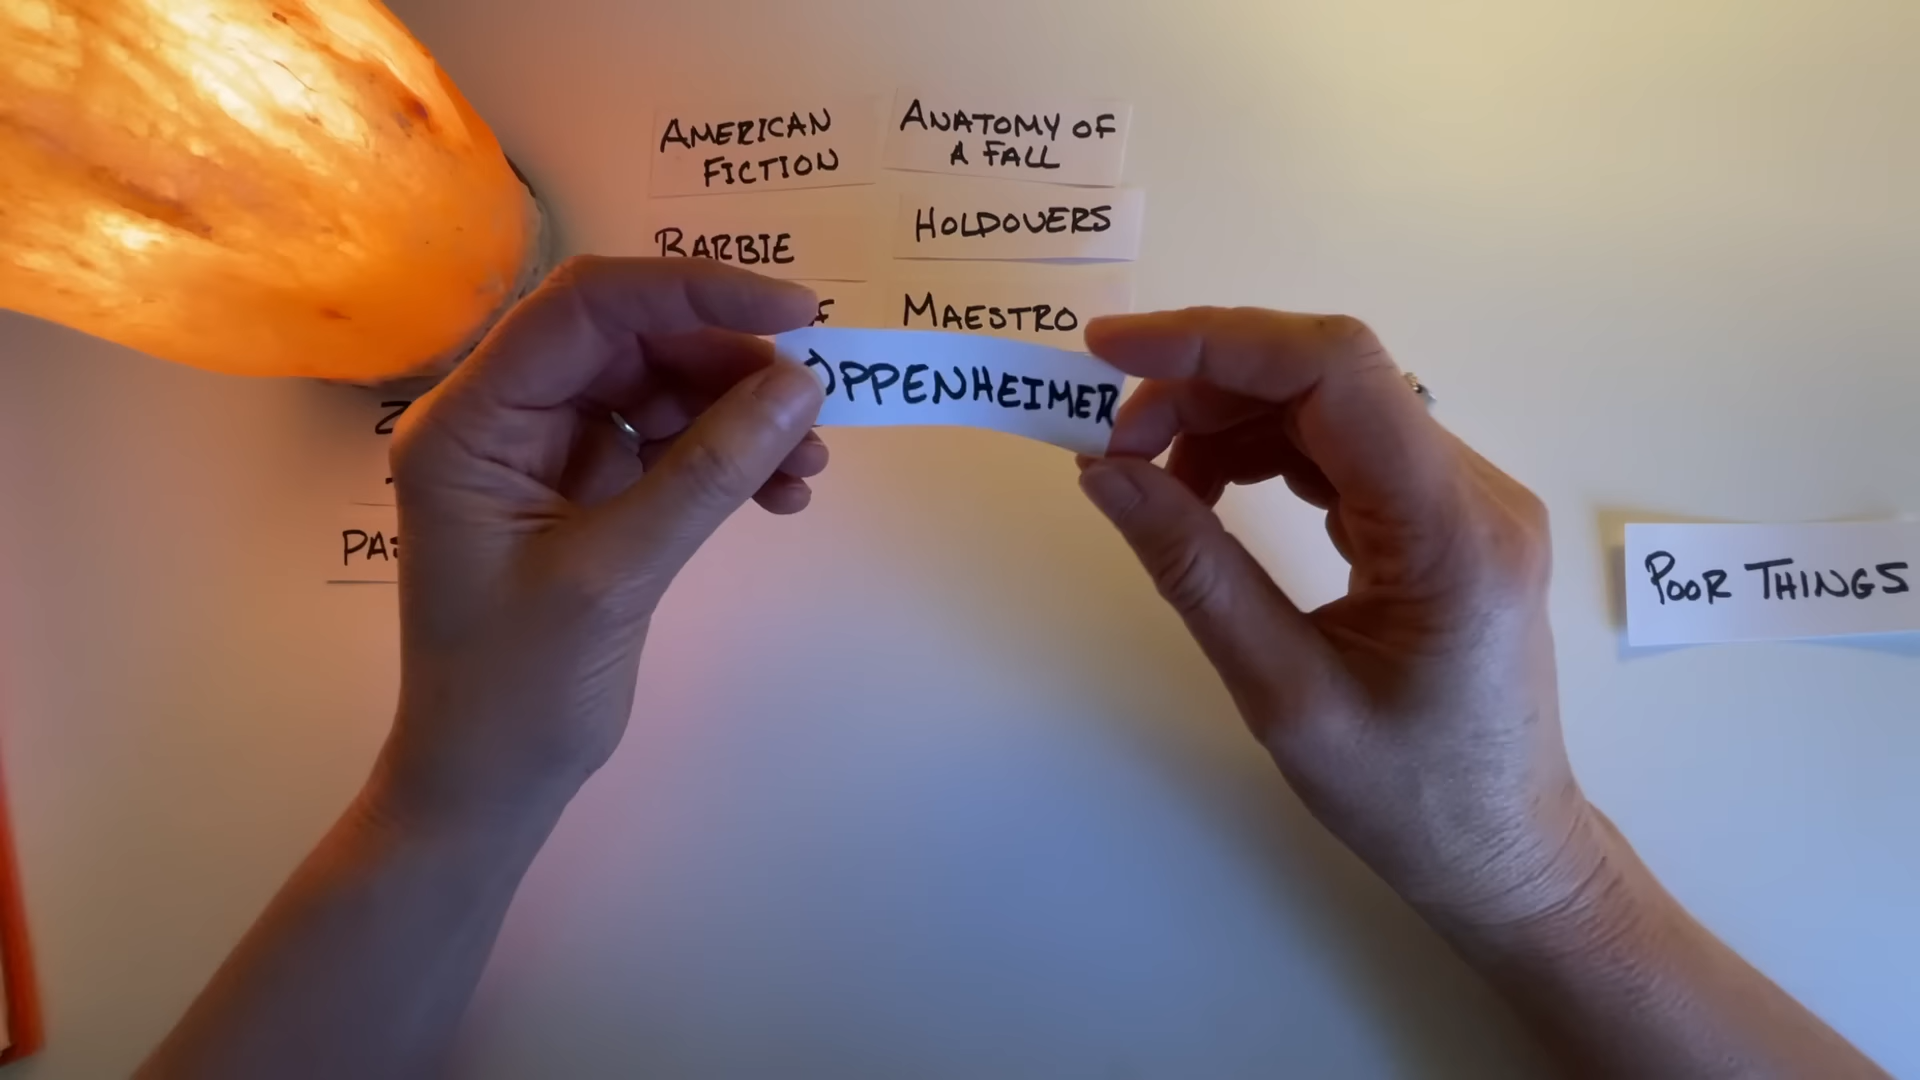 AMERICAN
FICTION
ANATOMY OF
A FALL
BARBIE
HOLDOVERS
MAESTRO
OPPENHEIMER
POOR THINGS